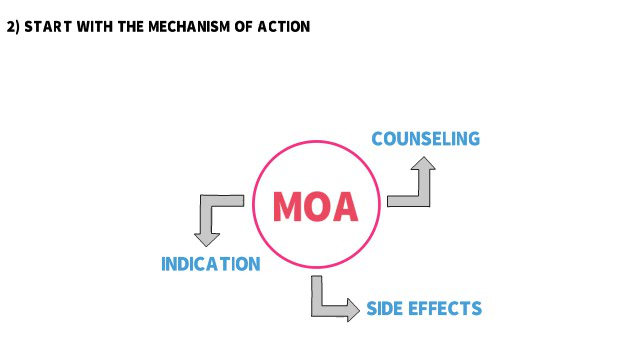 2) START WITH THE MECHANISM OF ACTION
COUNSELING
MOA
INDICATION
SIDE EFFECTS